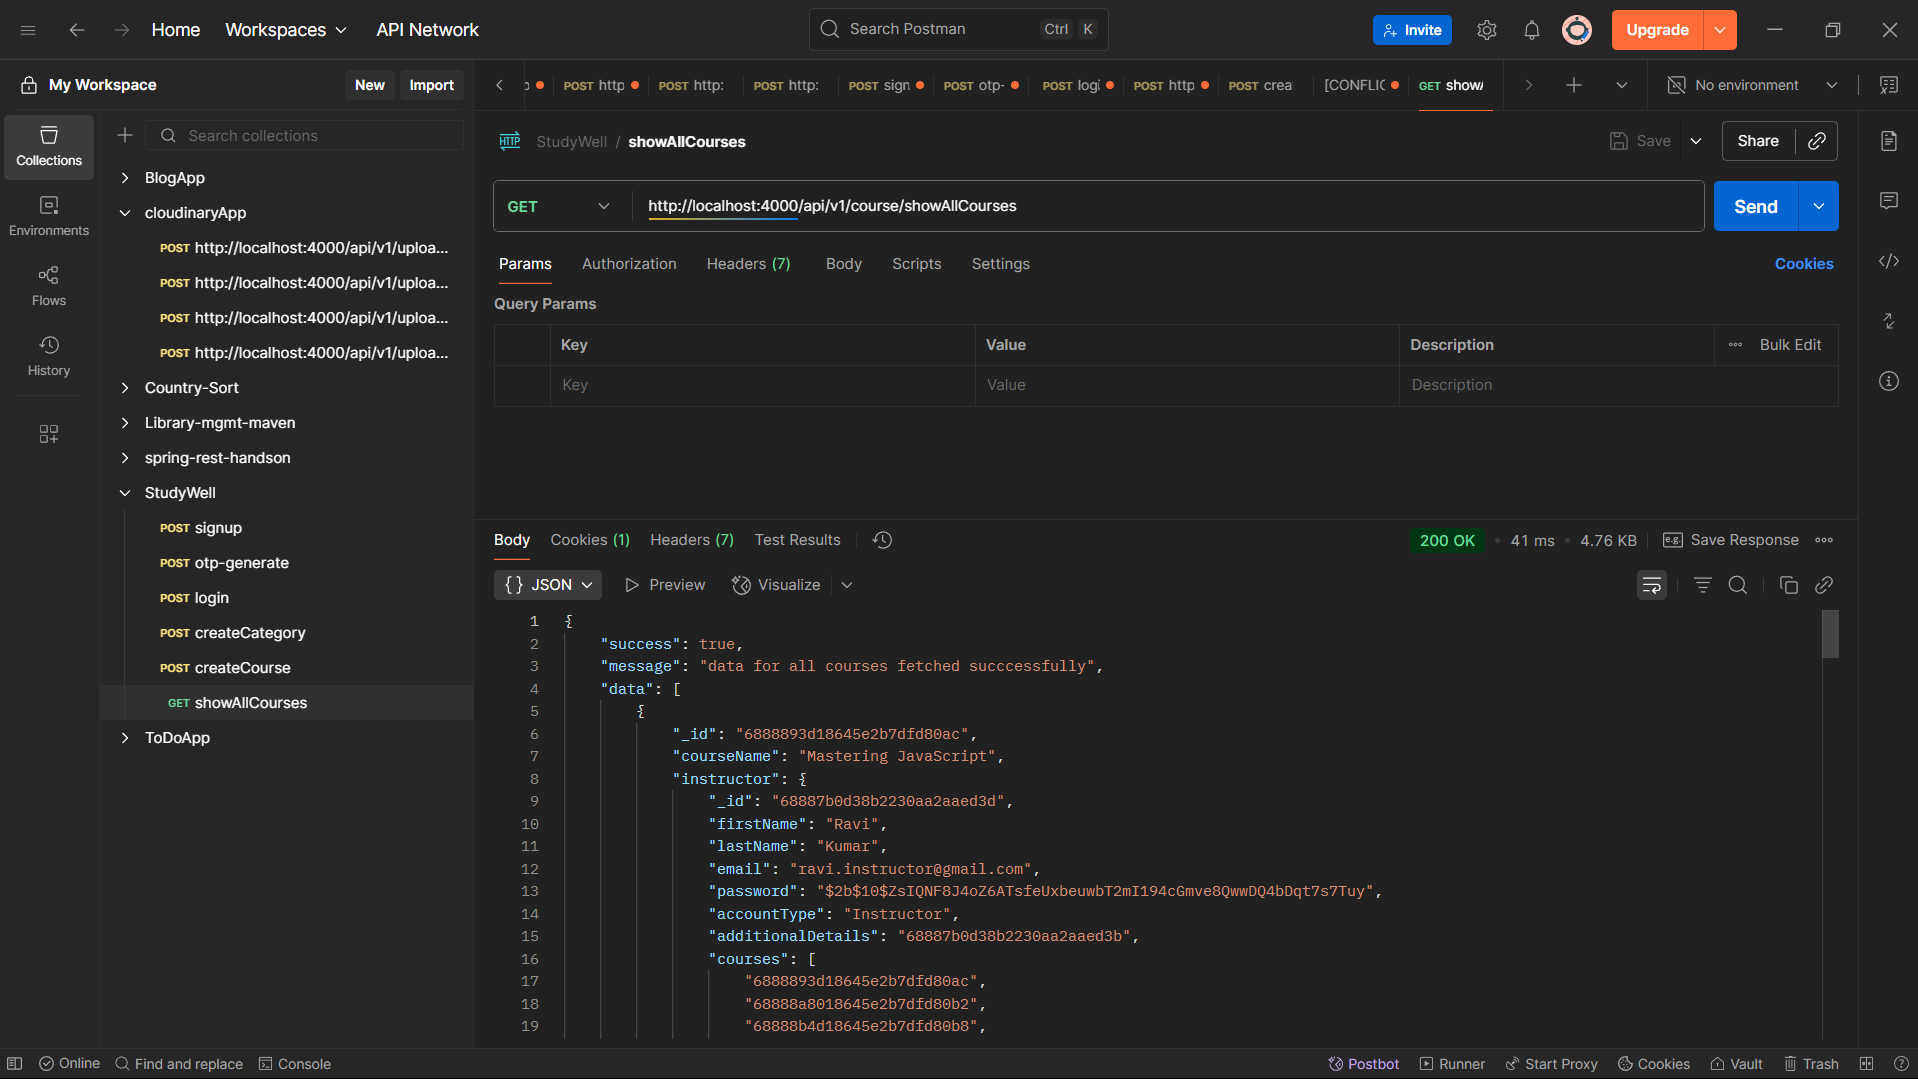 Home Workspaces API Network Search Postman Ctrl K Invite Upgrade
My Workspace New Import
POST http POST http: POST http: POST sign POST otp- POST logi POST http POST crea [CONFLIC GET show No environment
Collections
Environments
Flows
History
Search collections
BlogApp
cloudinaryApp
POST http://localhost:4000/api/v1/uploa...
POST http://localhost:4000/api/v1/uploa...
POST http://localhost:4000/api/v1/uploa...
POST http://localhost:4000/api/v1/uploa...
Country-Sort
Library-mgmt-maven
spring-rest-handson
StudyWell
POST signup
POST otp-generate
POST login
POST createCategory
POST createCourse
GET showAllCourses
ToDoApp
HTTP StudyWell / showAllCourses Save Share
GET http://localhost:4000/api/v1/course/showAllCourses Send
Params Authorization Headers (7) Body Scripts Settings Cookies
Query Params
Key Value Description Bulk Edit
Key Value Description
Body Cookies (1) Headers (7) Test Results 200 OK • 41 ms • 4.76 KB e.g. Save Response
{} JSON Preview Visualize
1 {
2 "success": true,
3 "message": "data for all courses fetched succcessfully",
4 "data": [
5 {
6 "_id": "6888893d18645e2b7dfd80ac",
7 "courseName": "Mastering JavaScript",
8 "instructor": {
9 "_id": "68887b0d38b2230aa2aaed3d",
10 "firstName": "Ravi",
11 "lastName": "Kumar",
12 "email": "ravi.instructor@gmail.com",
13 "password": "$2b$10$ZsIQNF8J4oZ6ATsfeUxbeuwbT2mI194cGmve8QwwDQ4bDqt7s7Tuy",
14 "accountType": "Instructor",
15 "additionalDetails": "68887b0d38b2230aa2aaed3b",
16 "courses": [
17 "6888893d18645e2b7dfd80ac",
18 "68888a8018645e2b7dfd80b2",
19 "68888b4d18645e2b7dfd80b8",
Online Find and replace Console Postbot Runner Start Proxy Cookies Vault Trash